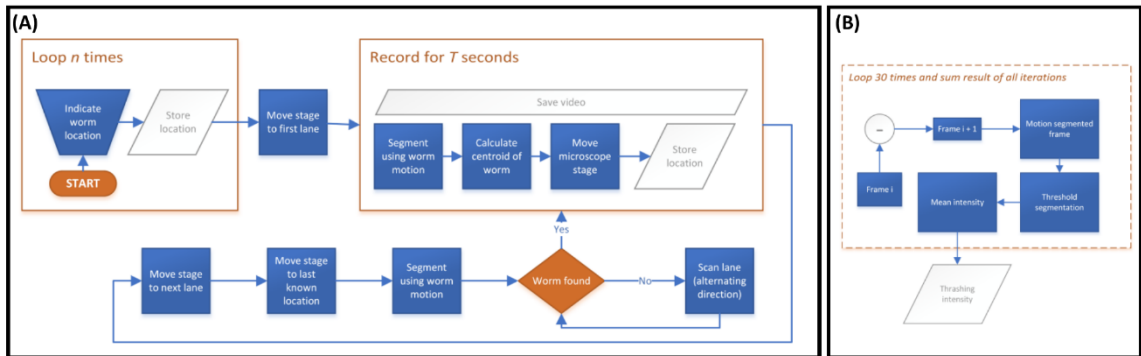 (A)
Loop n times
Indicate
worm
location
Store
location
START
Move stage
to first lane
Record for T seconds
Save video
Segment
using worm
motion
Calculate
centroid of
worm
Move
microscope
stage
Store
location
Yes
Move stage
to next lane
Move stage
to last
known
location
Segment
using worm
motion
Worm found
No
Scan lane
(alternating
direction)
(B)
Loop 30 times and sum result of all iterations
–
Frame i + 1
Motion segmented
frame
Frame i
Mean intensity
Threshold
segmentation
Thrashing
intensity